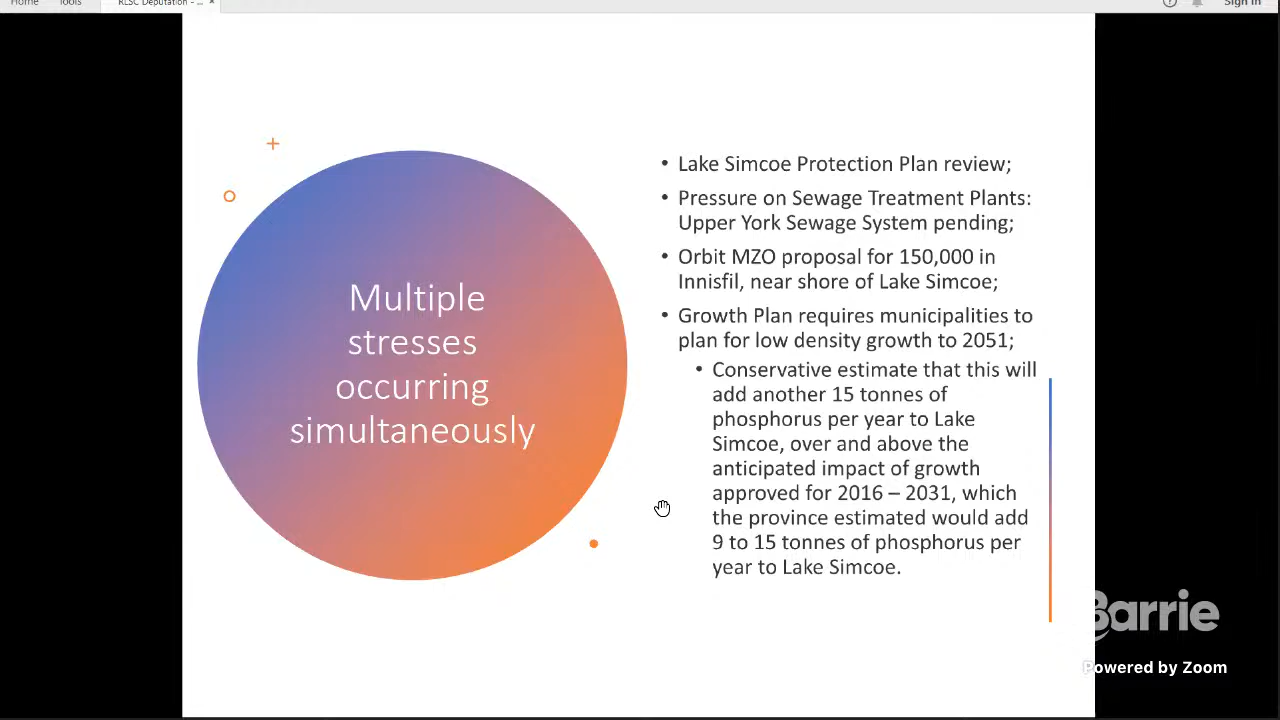 Home Tools RLSC Deputation - ... × Sign In
Multiple
stresses
occurring
simultaneously
• Lake Simcoe Protection Plan review;
• Pressure on Sewage Treatment Plants:
Upper York Sewage System pending;
• Orbit MZO proposal for 150,000 in
Innisfil, near shore of Lake Simcoe;
• Growth Plan requires municipalities to
plan for low density growth to 2051;
• Conservative estimate that this will
add another 15 tonnes of
phosphorus per year to Lake
Simcoe, over and above the
anticipated impact of growth
approved for 2016 – 2031, which
the province estimated would add
9 to 15 tonnes of phosphorus per
year to Lake Simcoe.
Barrie
Powered by Zoom